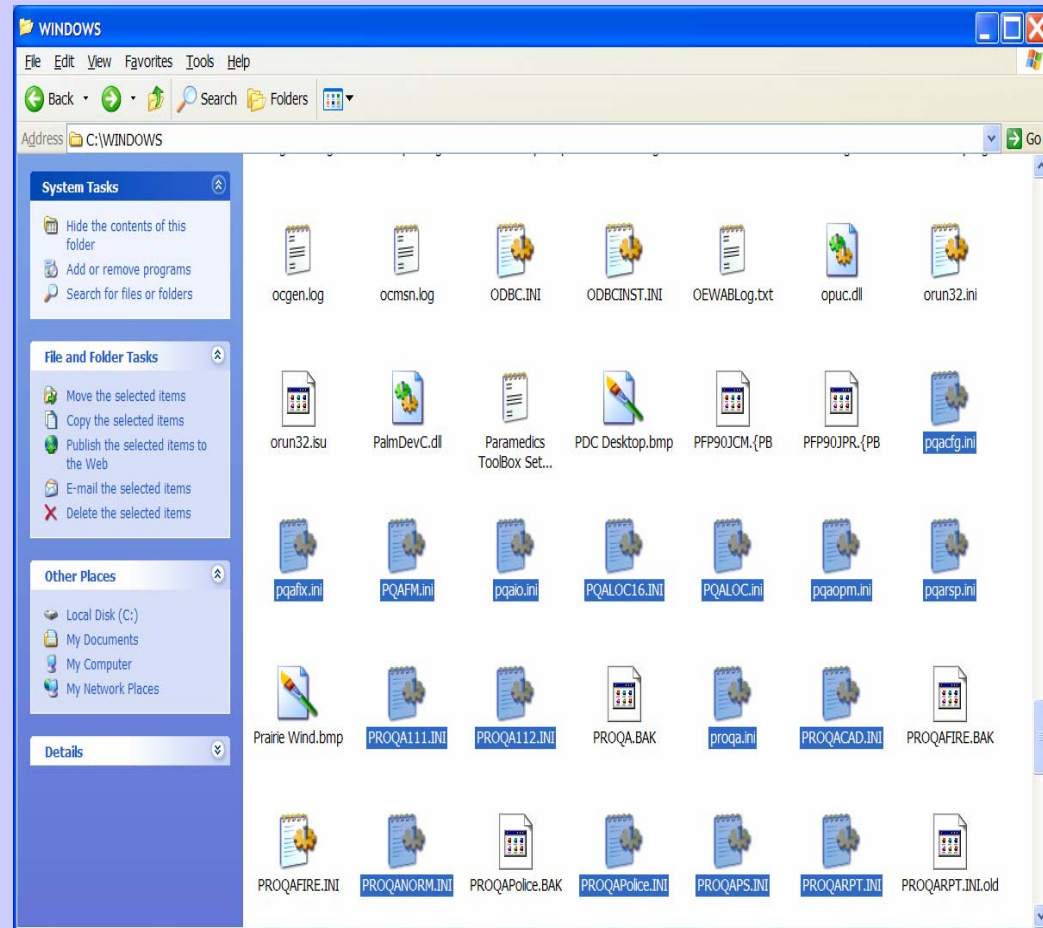 WINDOWS
File Edit View Favorites Tools Help
Back Search Folders
Address C:\WINDOWS Go
System Tasks
Hide the contents of this
folder
Add or remove programs
Search for files or folders
File and Folder Tasks
Move the selected items
Copy the selected items
Publish the selected items to
the Web
E-mail the selected items
Delete the selected items
Other Places
Local Disk (C:)
My Documents
My Computer
My Network Places
Details
ocgen.log ocmsn.log ODBC.INI ODBCINST.INI OEWABLog.txt opuc.dll orun32.ini
orun32.isu PalmDevC.dll Paramedics PDC Desktop.bmp PFP90JCM.{PB PFP90JPR.{PB pqacfg.ini
ToolBox Set...
pqafix.ini PQAFM.ini pqaio.ini PQALOC16.INI PQALOC.ini pqaopm.ini pqarsp.ini
Prairie Wind.bmp PROQA111.INI PROQA112.INI PROQA.BAK proqa.ini PROQACAD.INI PROQAFIRE.BAK
PROQAFIRE.INI PROQANORM.INI PROQAPolice.BAK PROQAPolice.INI PROQAPS.INI PROQARPT.INI PROQARPT.INI.old